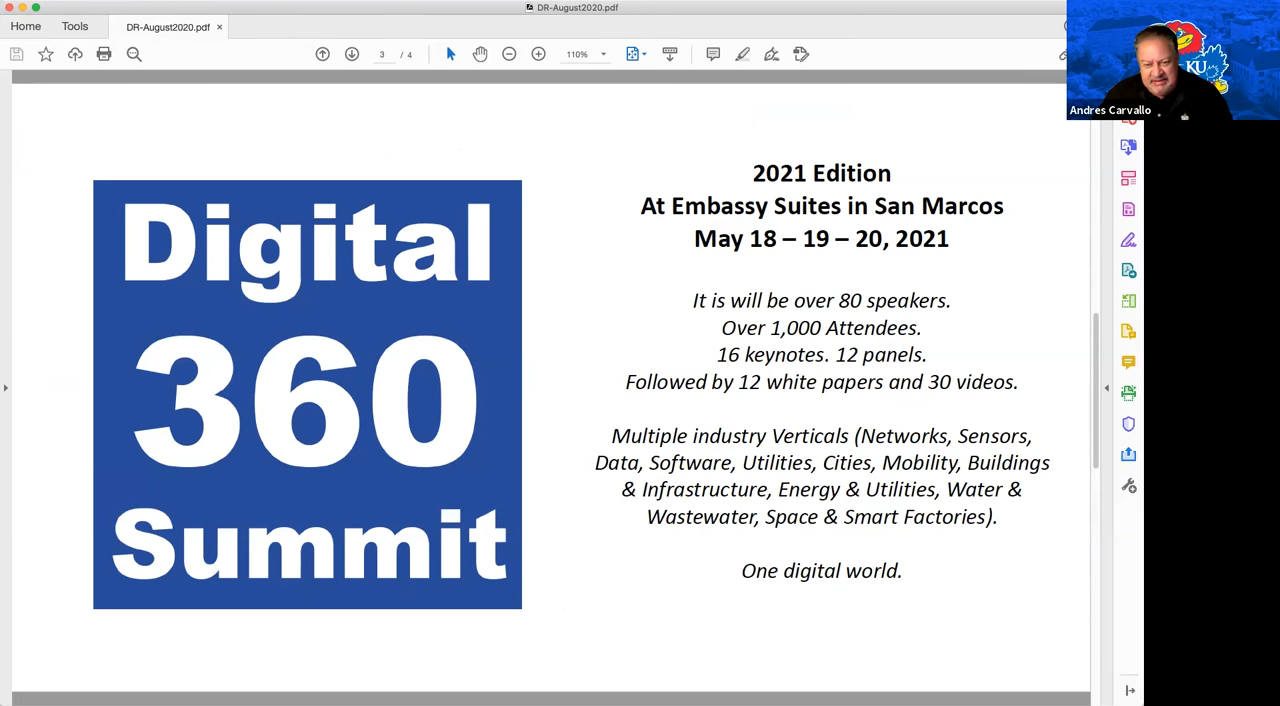 DR-August2020.pdf
Home
Tools
DR-August2020.pdf ×
3 / 4
110%
KU
Andres Carvallo
Digital
360
Summit
2021 Edition
At Embassy Suites in San Marcos
May 18 – 19 – 20, 2021
It is will be over 80 speakers.
Over 1,000 Attendees.
16 keynotes. 12 panels.
Followed by 12 white papers and 30 videos.
Multiple industry Verticals (Networks, Sensors,
Data, Software, Utilities, Cities, Mobility, Buildings
& Infrastructure, Energy & Utilities, Water &
Wastewater, Space & Smart Factories).
One digital world.